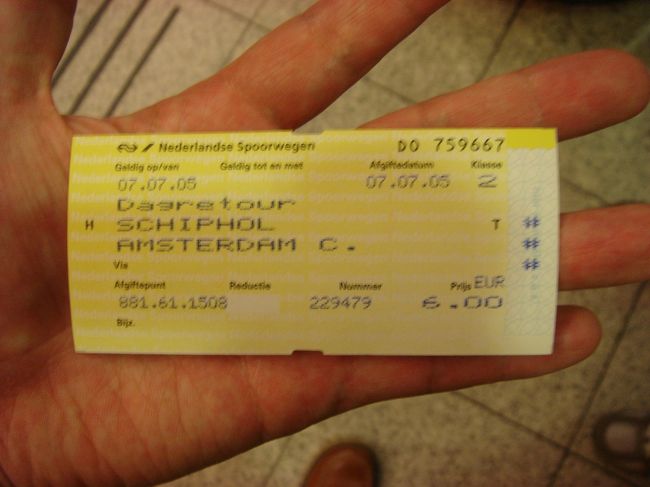 Nederlandse Spoorwegen DO 759667
Geldig op/van Geldig tot en met Afgiftedatum Klasse
07.07.05 07.07.05 2
Dagretour
H SCHIPHOL T #
AMSTERDAM C. #
Via #
Afgiftepunt Reductie Nummer Prijs EUR
881.61.1508 229479 6.00
Bijz.